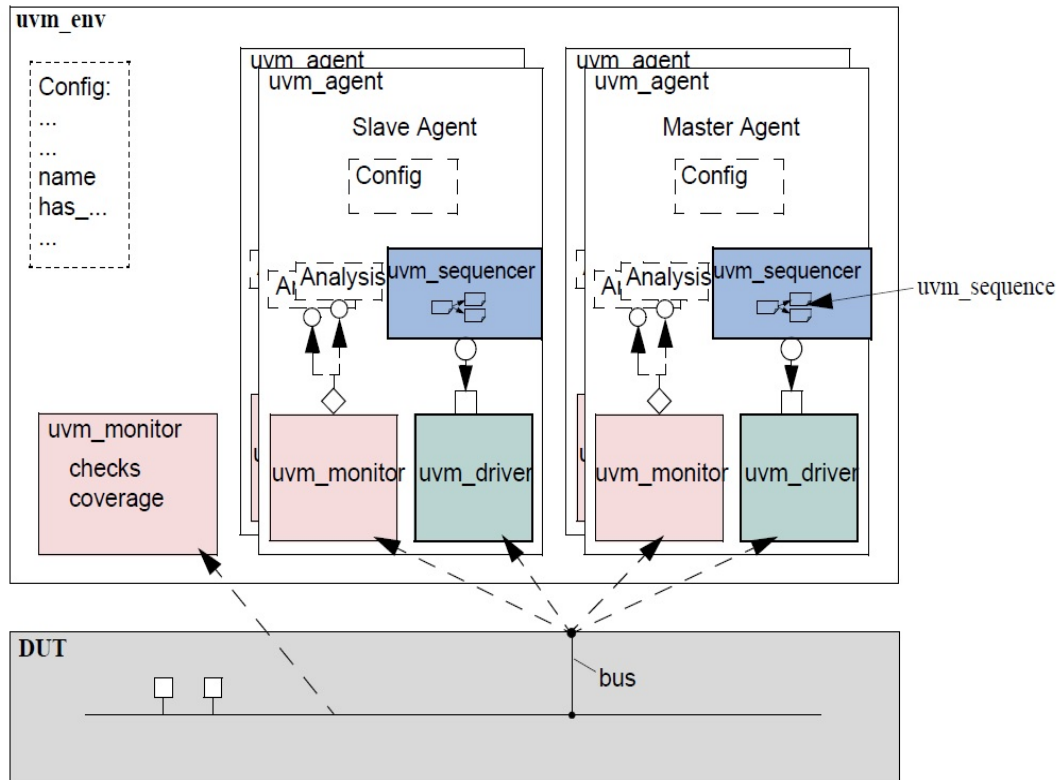 uvm_env
Config:
...
...
name
has_...
...
uvm_agent
uvm_agent
Slave Agent
Config
Analysis
uvm_sequencer
uvm_monitor
uvm_driver
uvm_agent
uvm_agent
Master Agent
Config
Analysis
uvm_sequencer
uvm_sequence
uvm_monitor
uvm_driver
uvm_monitor
checks
coverage
DUT
bus